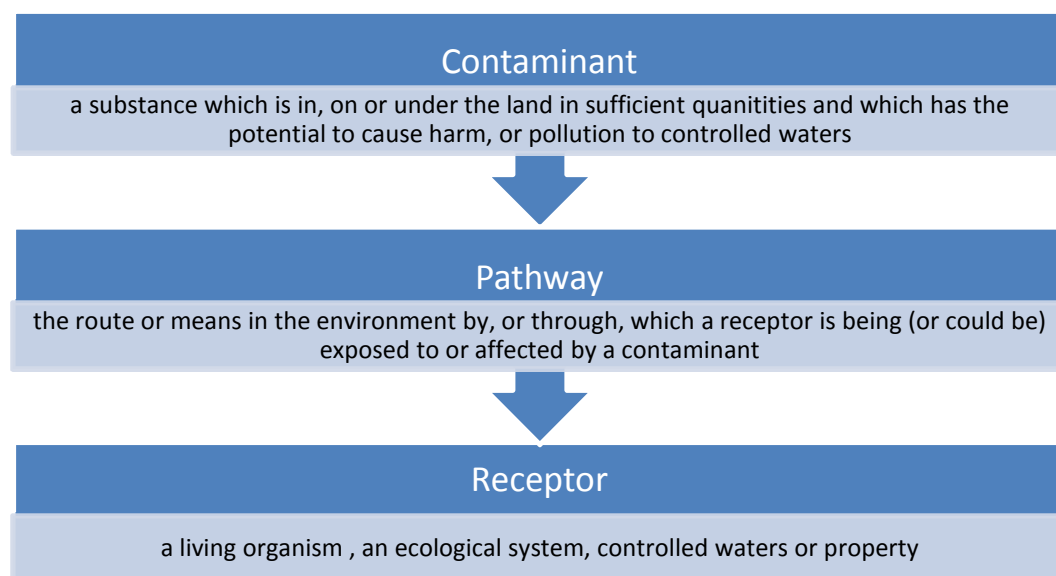 Contaminant
a substance which is in, on or under the land in sufficient quanitities and which has the
potential to cause harm, or pollution to controlled waters
Pathway
the route or means in the environment by, or through, which a receptor is being (or could be)
exposed to or affected by a contaminant
Receptor
a living organism , an ecological system, controlled waters or property